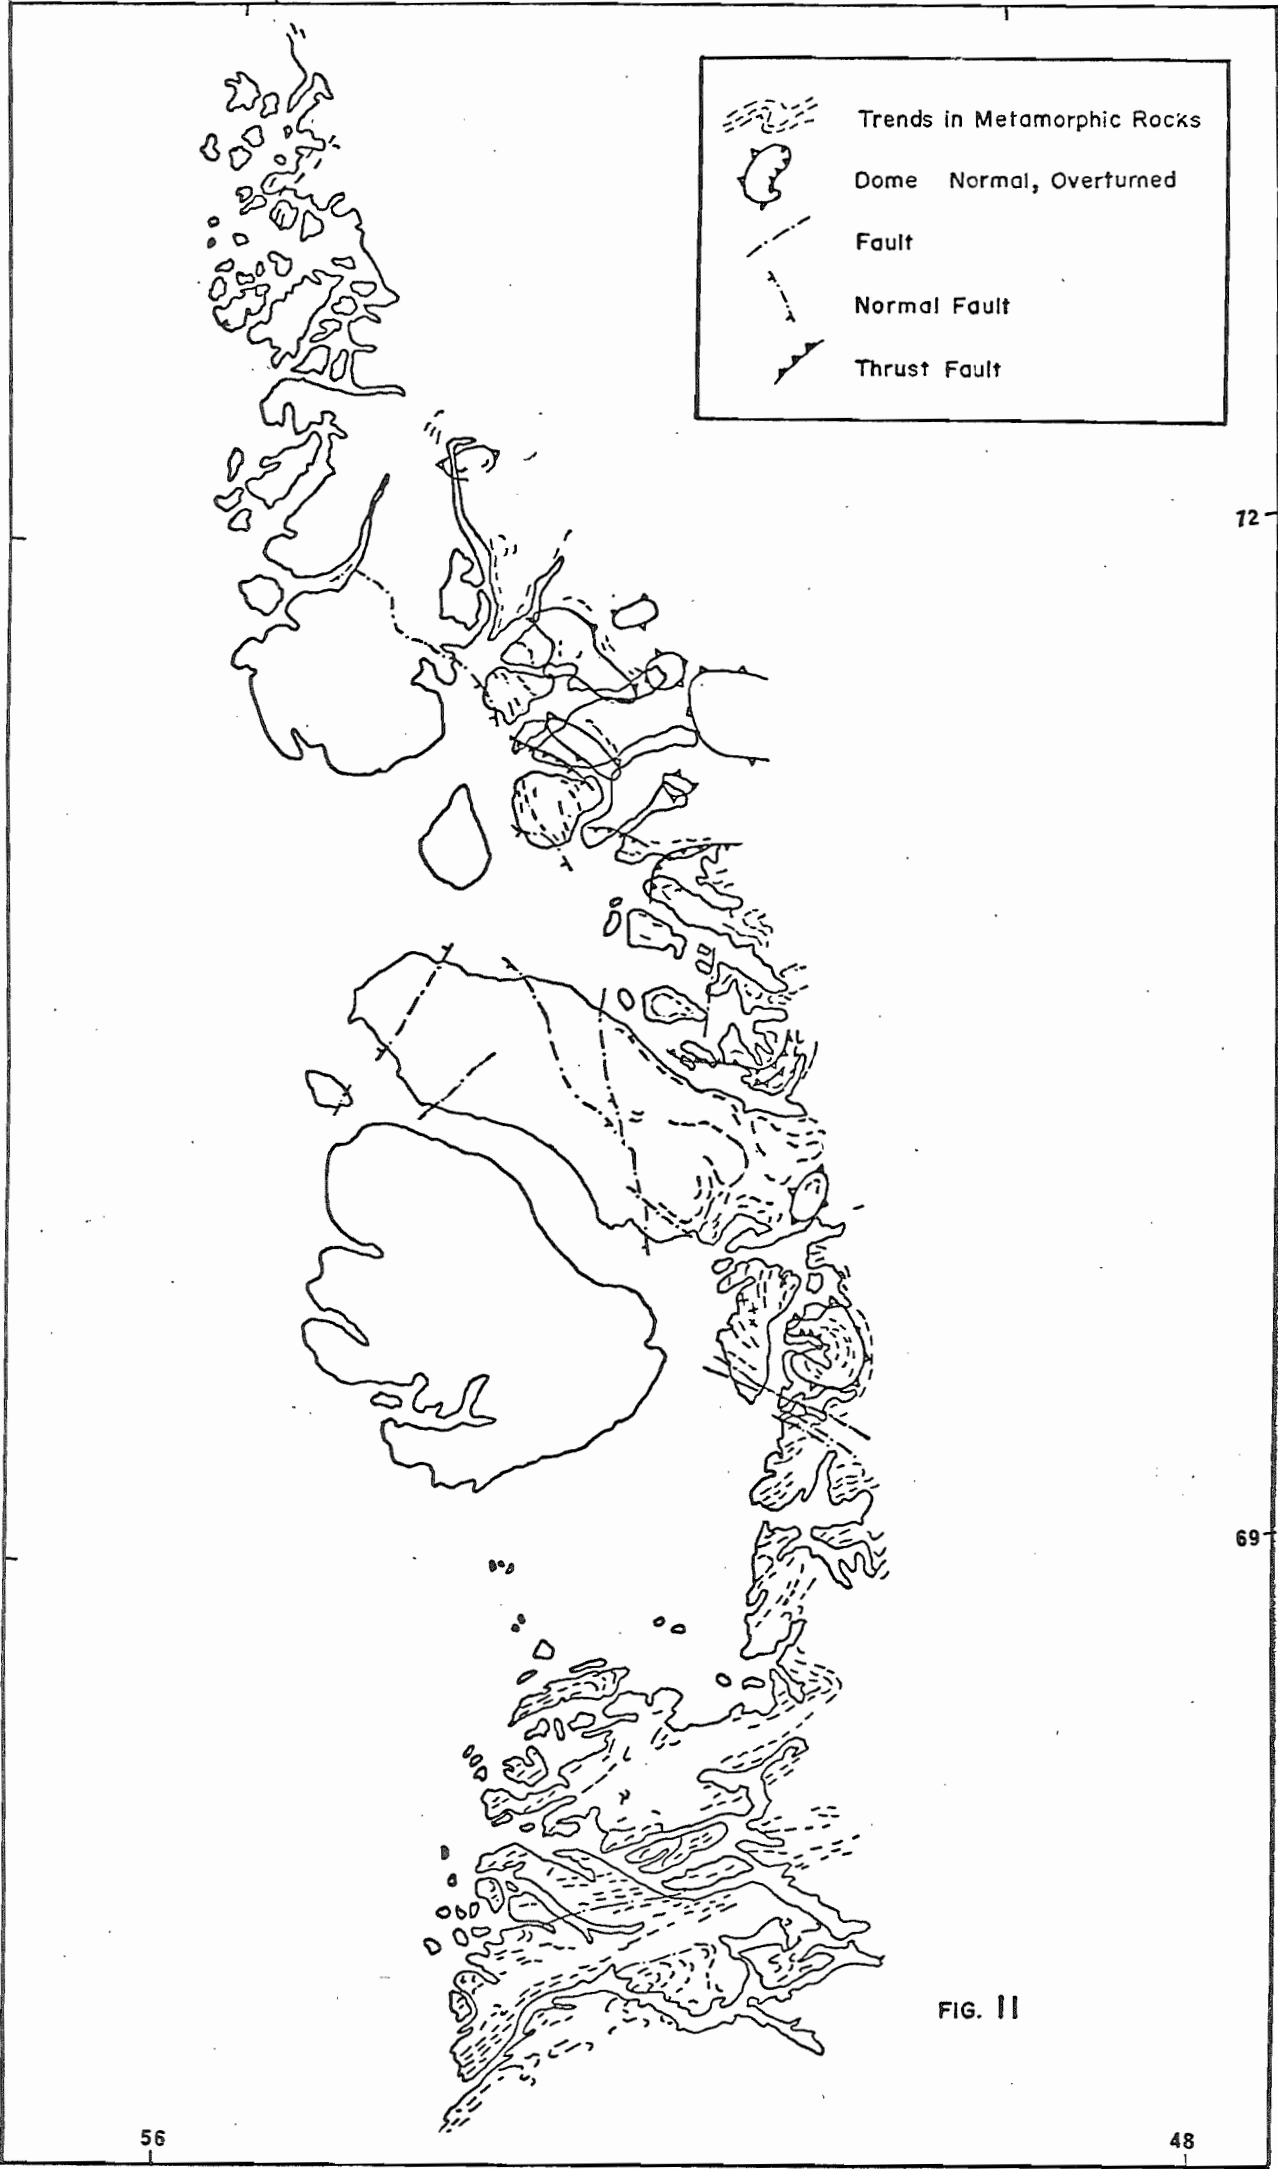 Trends in Metamorphic Rocks
Dome Normal, Overturned
Fault
Normal Fault
Thrust Fault
72
69
FIG. 11
56
48